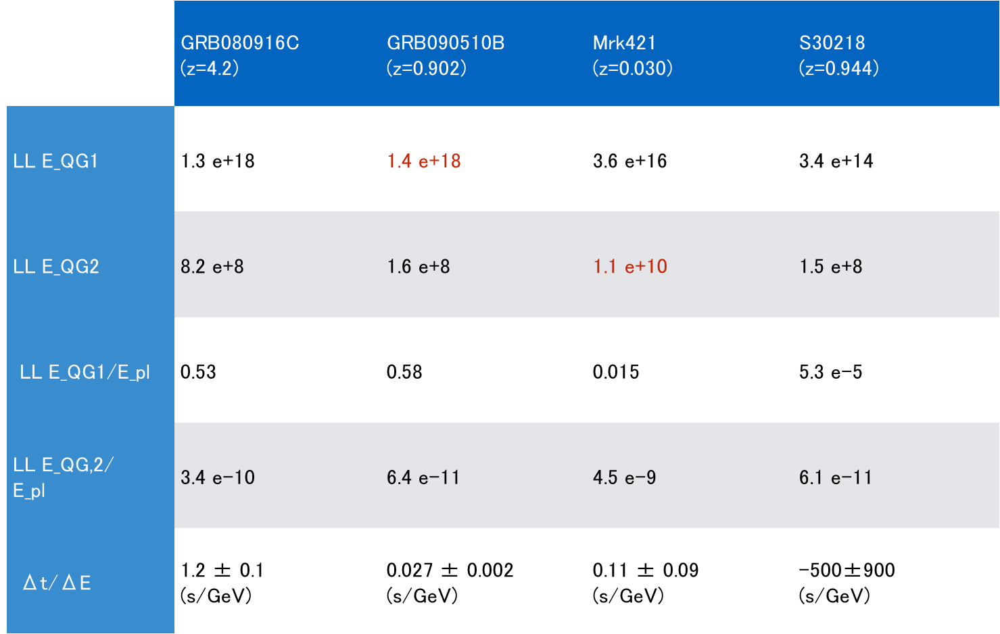 GRB080916C
(z=4.2)
GRB090510B
(z=0.902)
Mrk421
(z=0.030)
S30218
(z=0.944)
LL E_QG1
1.3 e+18
1.4 e+18
3.6 e+16
3.4 e+14
LL E_QG2
8.2 e+8
1.6 e+8
1.1 e+10
1.5 e+8
LL E_QG1/E_pl
0.53
0.58
0.015
5.3 e−5
LL E_QG,2/
E_pl
3.4 e−10
6.4 e−11
4.5 e−9
6.1 e−11
Δt/ΔE
1.2 ± 0.1
(s/GeV)
0.027 ± 0.002
(s/GeV)
0.11 ± 0.09
(s/GeV)
-500±900
(s/GeV)